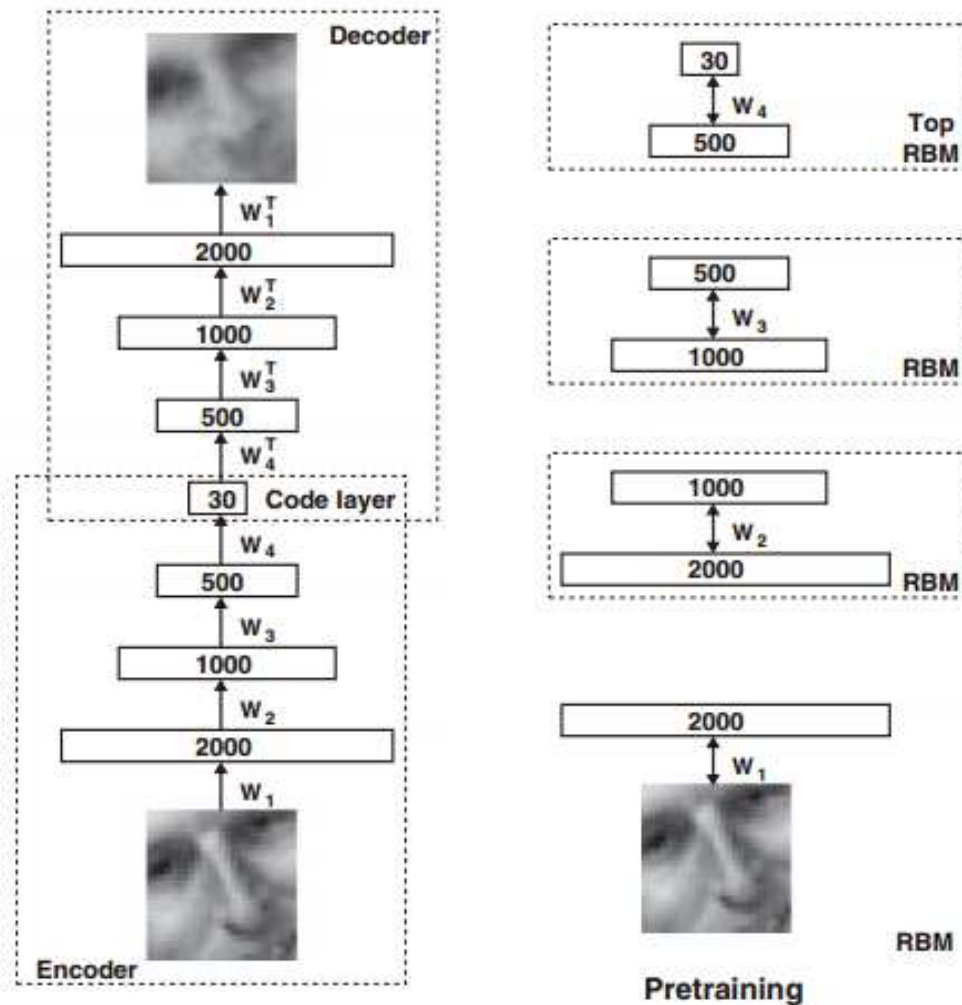 Decoder
W₁ᵀ
2000
W₂ᵀ
1000
W₃ᵀ
500
W₄ᵀ
30 Code layer
W₄
500
W₃
1000
W₂
2000
W₁
Encoder
30
W₄
500
Top
RBM
500
W₃
1000
RBM
1000
W₂
2000
RBM
2000
W₁
RBM
Pretraining